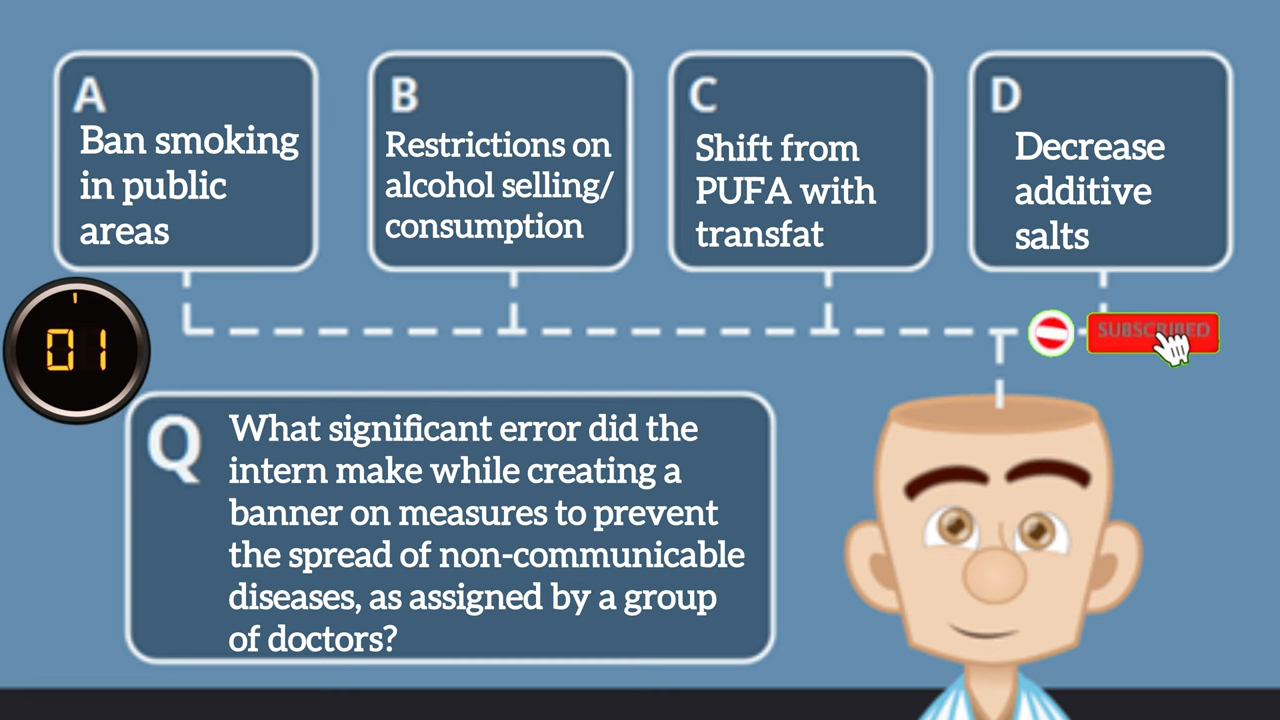 A
Ban smoking
in public
areas
B
Restrictions on
alcohol selling/
consumption
C
Shift from
PUFA with
transfat
D
Decrease
additive
salts
01
SUBSCRIBED
Q
What significant error did the
intern make while creating a
banner on measures to prevent
the spread of non-communicable
diseases, as assigned by a group
of doctors?